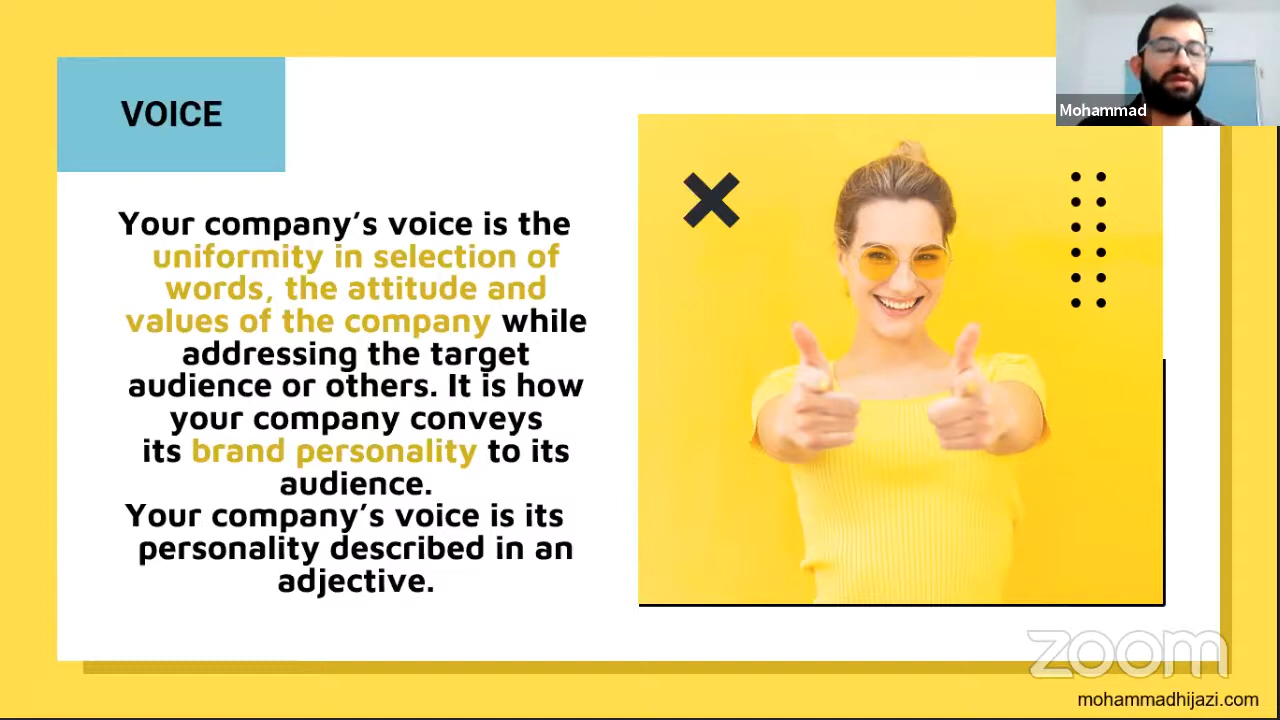 VOICE
Your company’s voice is the
uniformity in selection of
words, the attitude and
values of the company while
addressing the target
audience or others. It is how
your company conveys
its brand personality to its
audience.
Your company’s voice is its
personality described in an
adjective.
Mohammad
zoom
mohammadhijazi.com